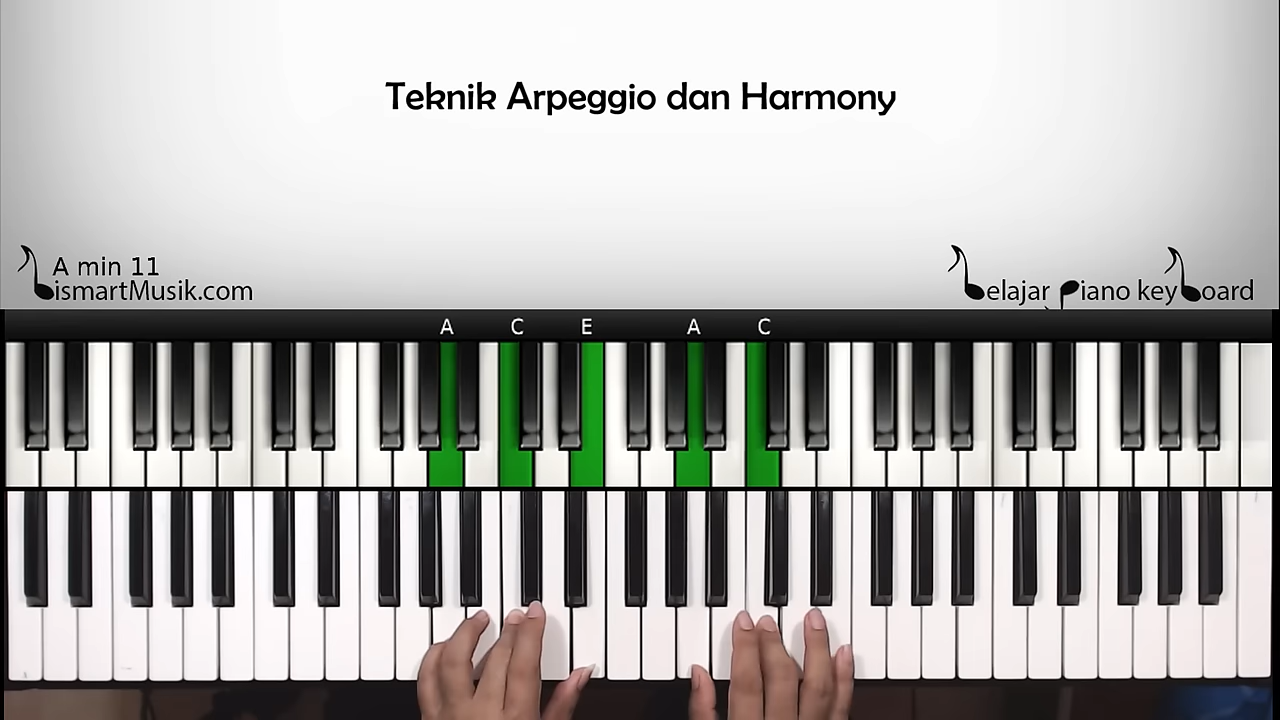 Teknik Arpeggio dan Harmony
A min 11
bismartMusik.com
belajar piano keyboard
A C E A C